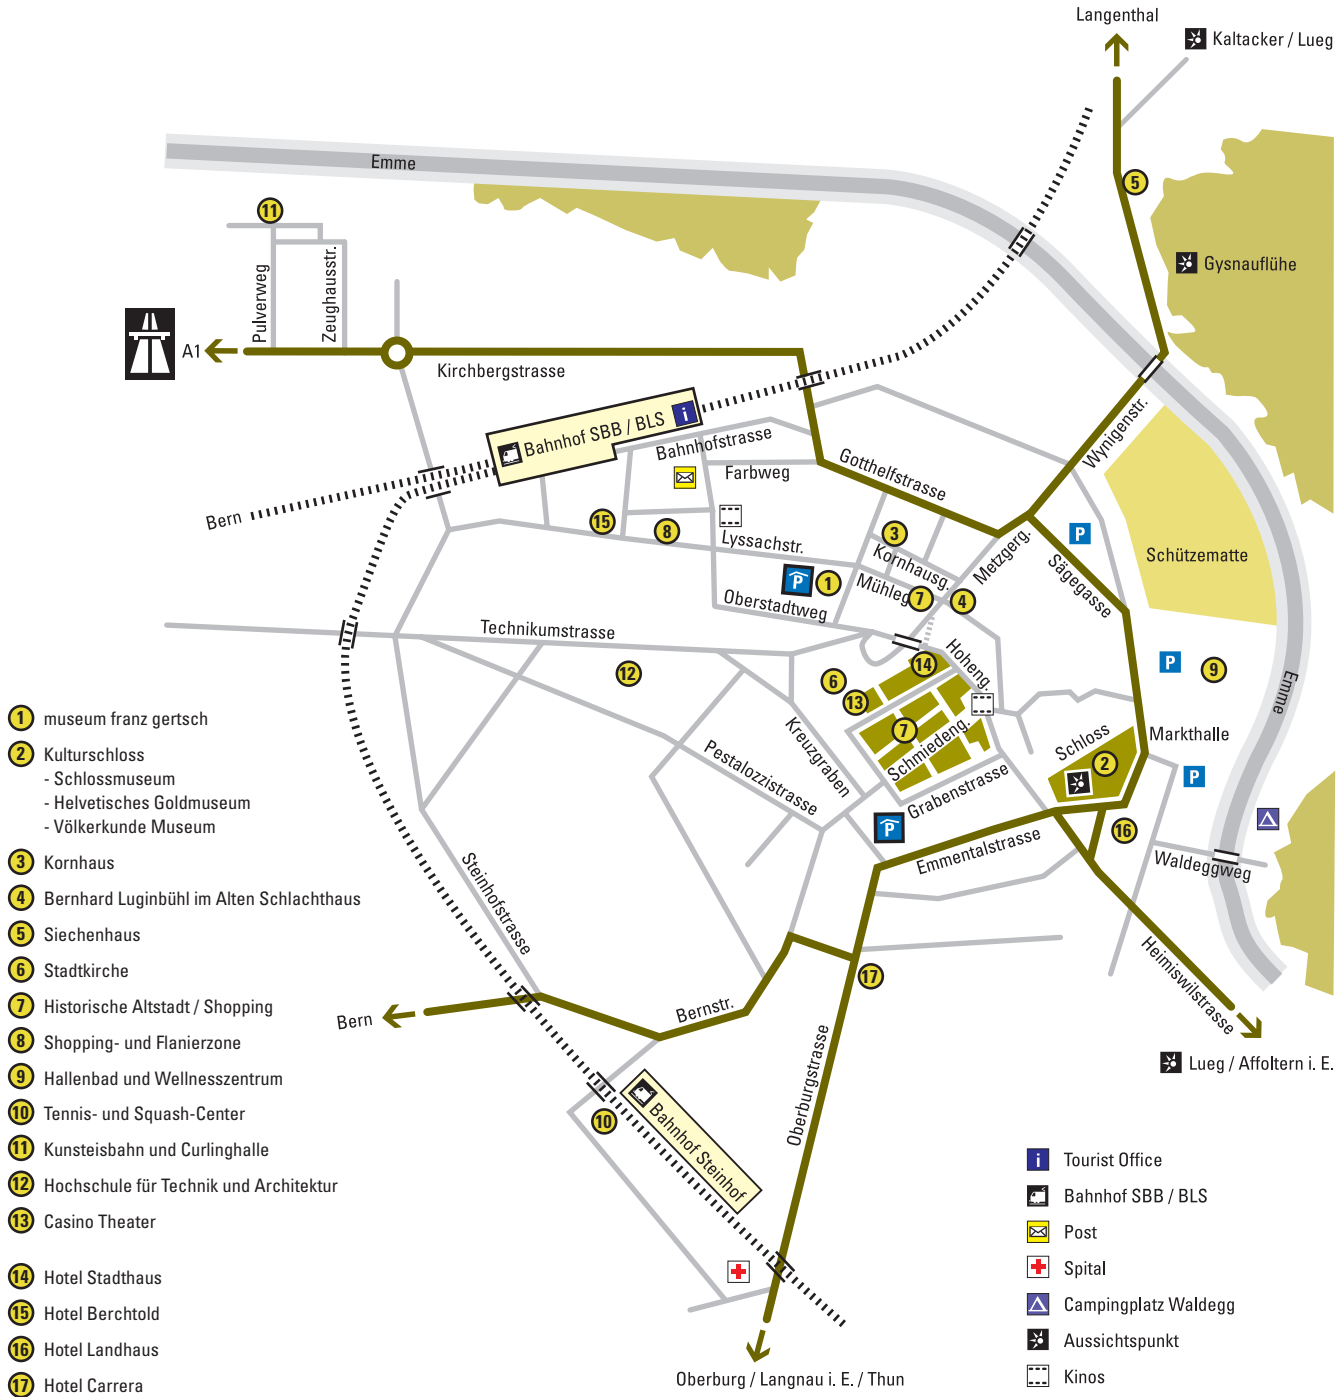 Langenthal
Kaltacker / Lueg
Emme
5
11
Gysnauflühe
Pulverweg
Zeughausstr.
A1
Kirchbergstrasse
i
Bahnhof SBB / BLS
Bahnhofstrasse
Wynigenstr.
Farbweg
Gotthelfstrasse
Bern
15
8
Lyssachstr.
3
Kornhausg.
Metzgerg.
P
Sägegasse
Schützematte
P
1
Mühleg.
7
4
Oberstadtweg
Technikumstrasse
Hoheng.
12
6
14
13
P
9
Emme
Kreuzgraben
7
Schmiedeng.
Schloss
2
Markthalle
P
Pestalozzistrasse
Grabenstrasse
P
Emmentalstrasse
16
Waldeggweg
Steinhofstrasse
Heimiswilstrasse
17
Bern
Bernstr.
Oberburgstrasse
Lueg / Affoltern i. E.
10
Bahnhof Steinhof
Oberburg / Langnau i. E. / Thun
1 museum franz gertsch
2 Kulturschloss
- Schlossmuseum
- Helvetisches Goldmuseum
- Völkerkunde Museum
3 Kornhaus
4 Bernhard Luginbühl im Alten Schlachthaus
5 Siechenhaus
6 Stadtkirche
7 Historische Altstadt / Shopping
8 Shopping- und Flanierzone
9 Hallenbad und Wellnesszentrum
10 Tennis- und Squash-Center
11 Kunsteisbahn und Curlinghalle
12 Hochschule für Technik und Architektur
13 Casino Theater
14 Hotel Stadthaus
15 Hotel Berchtold
16 Hotel Landhaus
17 Hotel Carrera
i Tourist Office
Bahnhof SBB / BLS
Post
Spital
Campingplatz Waldegg
Aussichtspunkt
Kinos